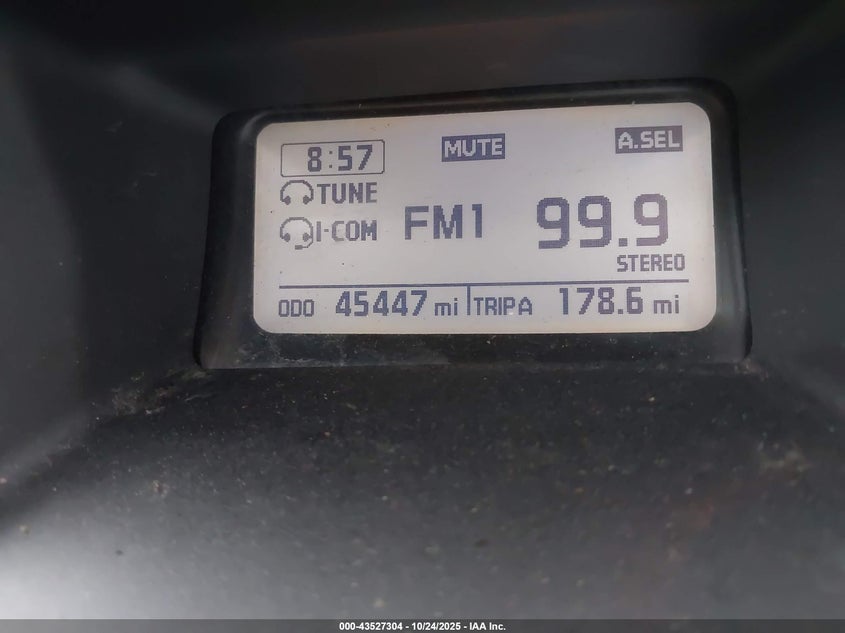 8:57 MUTE A.SEL
TUNE
I-COM FM1 99.9
STEREO
ODO 45447 mi TRIP A 178.6 mi
000-43527304 - 10/24/2025 - IAA Inc.